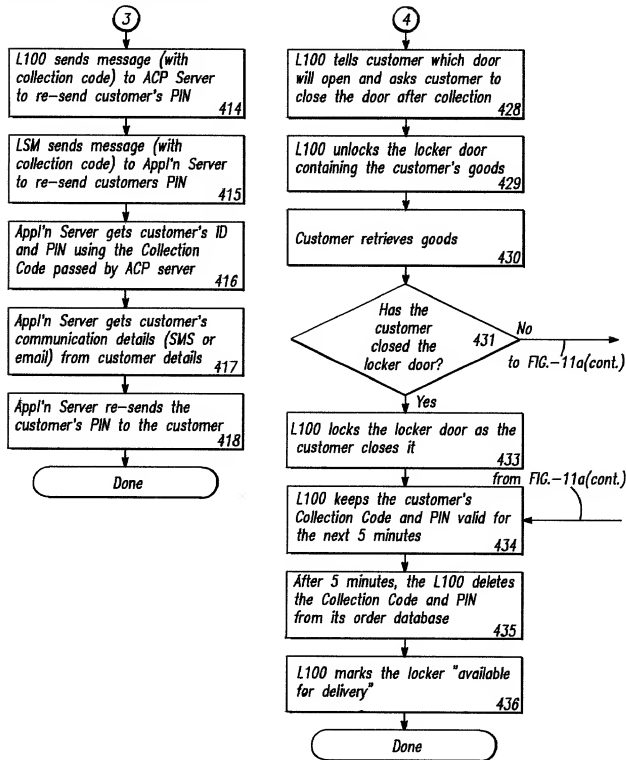 3
L100 sends message (with
collection code) to ACP Server
to re-send customer's PIN
414
LSM sends message (with
collection code) to Appl'n Server
to re-send customers PIN
415
Appl'n Server gets customer's ID
and PIN using the Collection
Code passed by ACP server
416
Appl'n Server gets customer's
communication details (SMS or
email) from customer details
417
Appl'n Server re-sends the
customer's PIN to the customer
418
Done
4
L100 tells customer which door
will open and asks customer to
close the door after collection
428
L100 unlocks the locker door
containing the customer's goods
429
Customer retrieves goods
430
Has the
customer
closed the
locker door?
431
No
to FIG.-11a(cont.)
Yes
L100 locks the locker door as the
customer closes it
433
from FIG.-11a(cont.)
L100 keeps the customer's
Collection Code and PIN valid for
the next 5 minutes
434
After 5 minutes, the L100 deletes
the Collection Code and PIN
from its order database
435
L100 marks the locker "available
for delivery"
436
Done